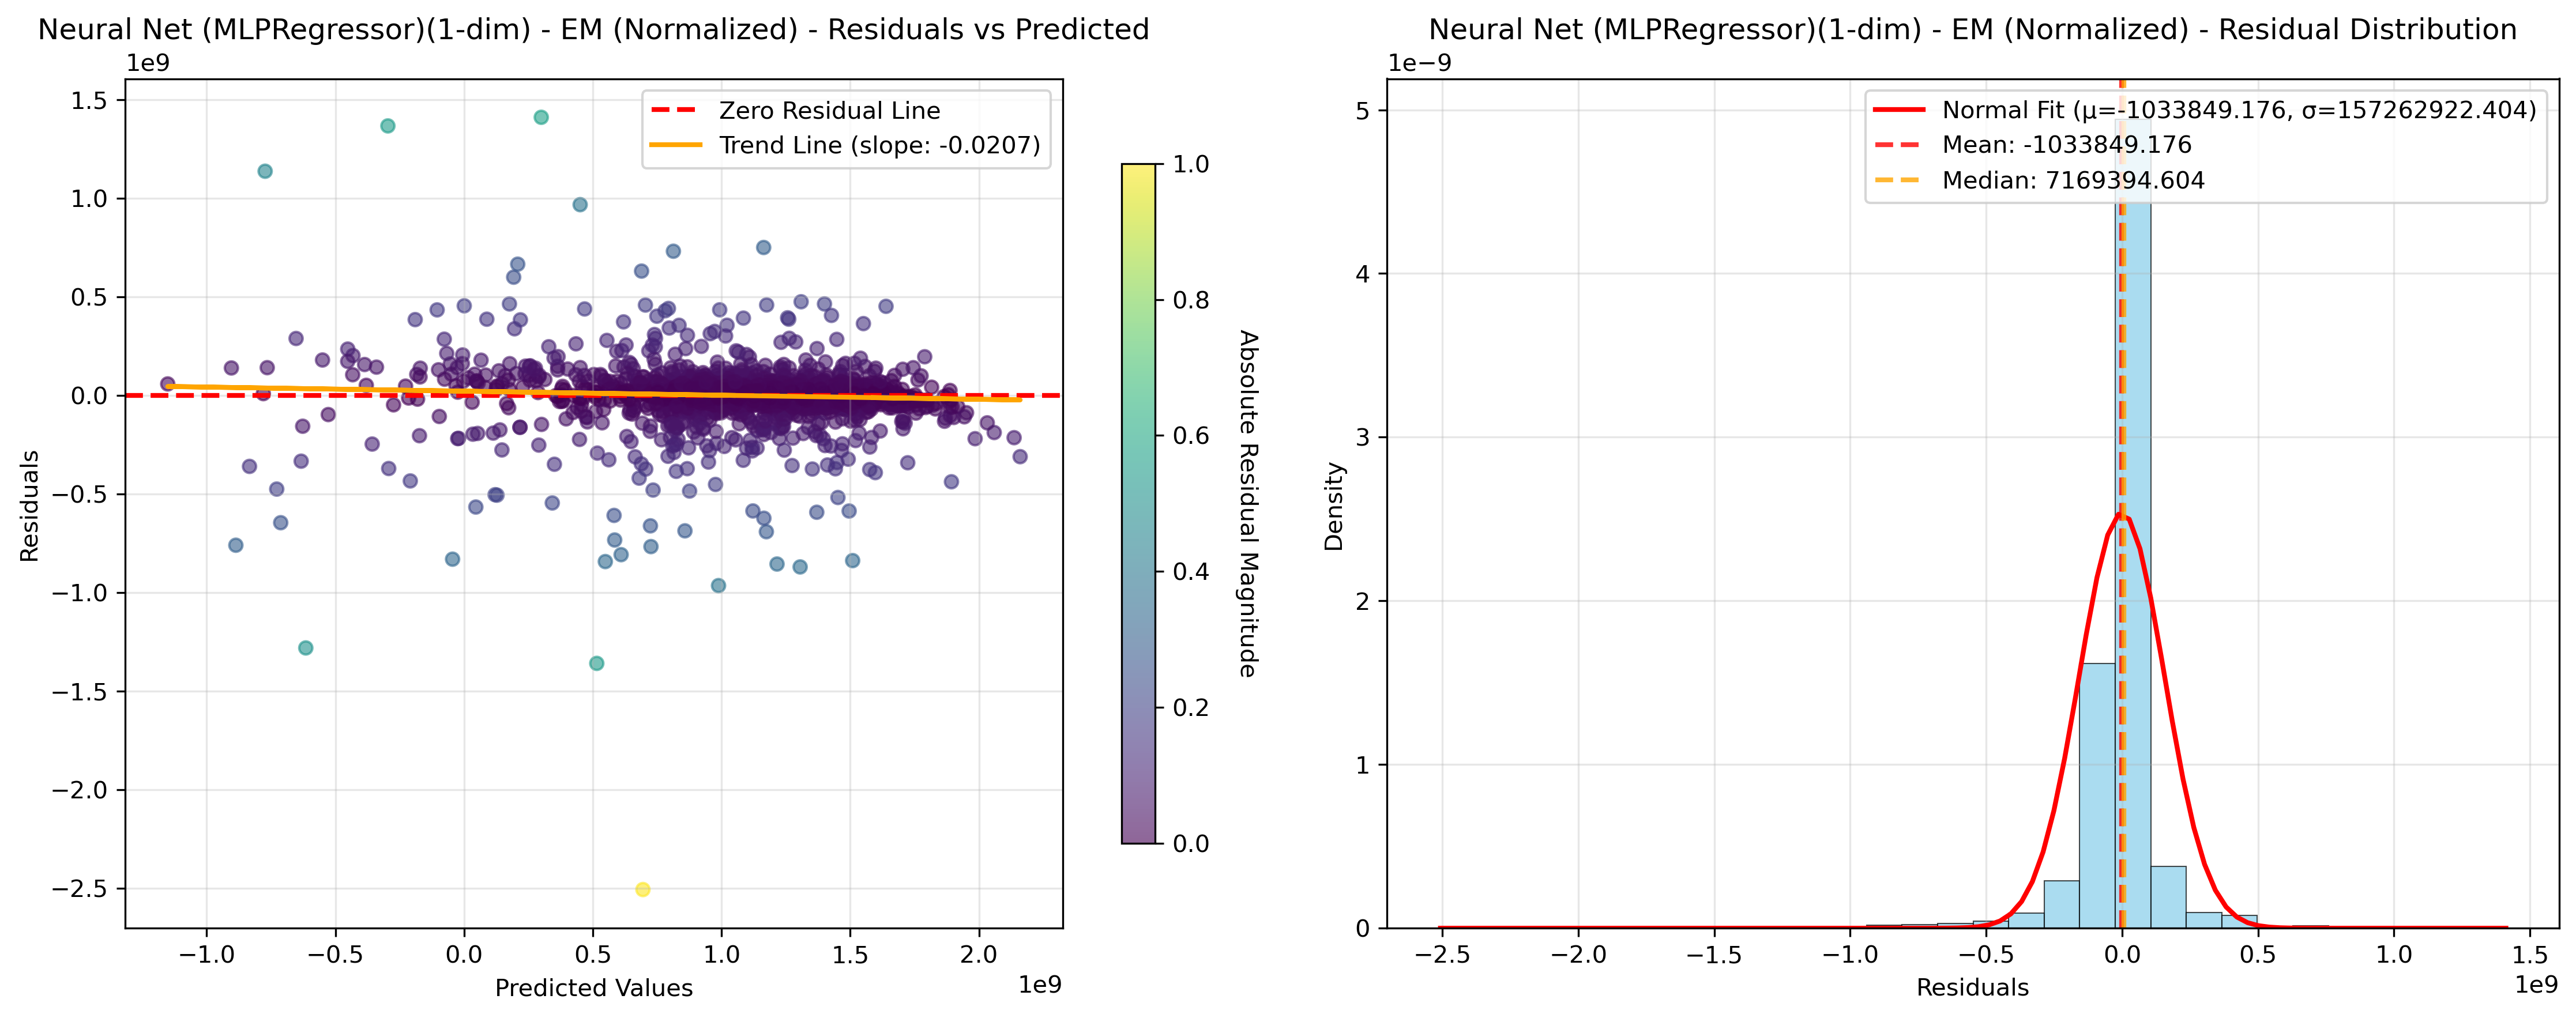 Neural Net (MLPRegressor)(1-dim) - EM (Normalized) - Residuals vs Predicted
1e9
1.5
1.0
0.5
0.0
−0.5
−1.0
−1.5
−2.0
−2.5
Residuals
Zero Residual Line
Trend Line (slope: -0.0207)
−1.0 −0.5 0.0 0.5 1.0 1.5 2.0
1e9
Predicted Values
1.0
0.8
0.6
0.4
0.2
0.0
Absolute Residual Magnitude
Neural Net (MLPRegressor)(1-dim) - EM (Normalized) - Residual Distribution
1e−9
5
4
3
2
1
0
Density
Normal Fit (μ=-1033849.176, σ=157262922.404)
Mean: -1033849.176
Median: 7169394.604
−2.5 −2.0 −1.5 −1.0 −0.5 0.0 0.5 1.0 1.5
1e9
Residuals